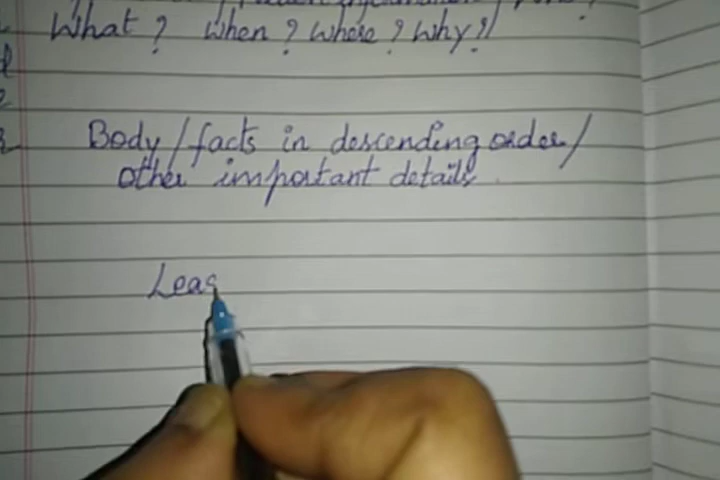 What? When? Where? Why?
Body/facts in descending order/
other important details
Leas